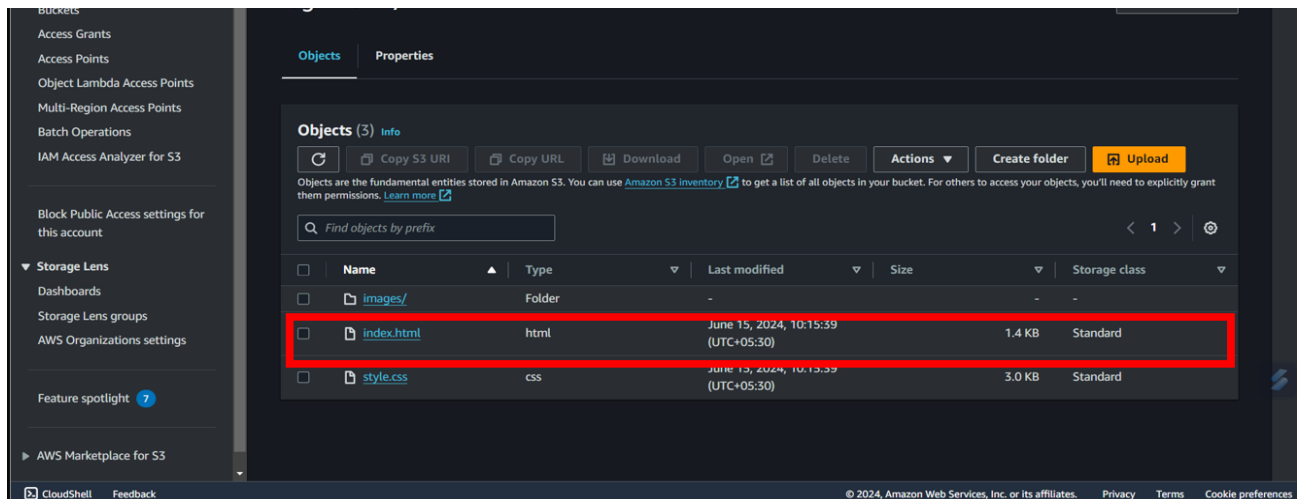 Buckets
Access Grants
Access Points
Object Lambda Access Points
Multi-Region Access Points
Batch Operations
IAM Access Analyzer for S3
Block Public Access settings for
this account
Storage Lens
Dashboards
Storage Lens groups
AWS Organizations settings
Feature spotlight 7
AWS Marketplace for S3
Objects Properties
Objects (3) Info
Copy S3 URI Copy URL Download Open Delete Actions Create folder Upload
Objects are the fundamental entities stored in Amazon S3. You can use Amazon S3 inventory to get a list of all objects in your bucket. For others to access your objects, you'll need to explicitly grant
them permissions. Learn more
Find objects by prefix
1
Name Type Last modified Size Storage class
images/ Folder - - -
index.html html June 15, 2024, 10:15:39 1.4 KB Standard
(UTC+05:30)
style.css css June 15, 2024, 10:15:39 3.0 KB Standard
(UTC+05:30)
CloudShell Feedback © 2024, Amazon Web Services, Inc. or its affiliates. Privacy Terms Cookie preferences